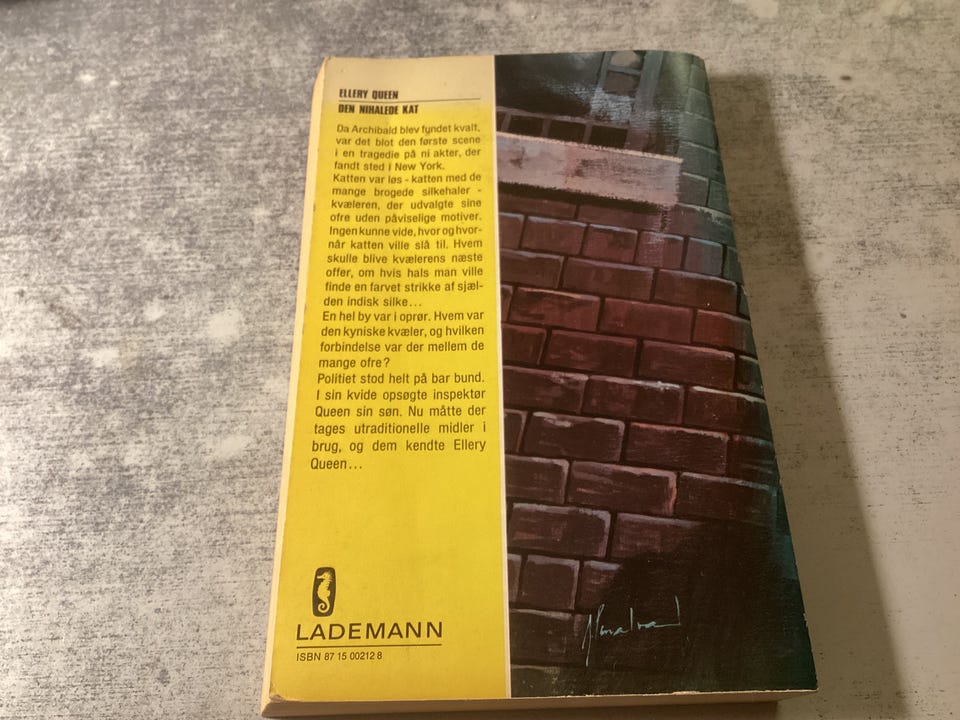 ELLERY QUEEN
DEN NIHALEDE KAT
Da Archibald blev fundet kvalt,
var det blot den første scene
i en tragedie på ni akter, der
fandt sted i New York.
Katten var løs - katten med de
mange brogede silkehaler -
kvæleren, der udvalgte sine
ofre uden påviselige motiver.
Ingen kunne vide, hvor og hvor-
når katten ville slå til. Hvem
skulle blive kvælerens næste
offer, om hvis hals man ville
finde en farvet strikke af sjæl-
den indisk silke...
En hel by var i oprør. Hvem var
den kyniske kvæler, og hvilken
forbindelse var der mellem de
mange ofre?
Politiet stod helt på bar bund.
I sin kvide opsøgte inspektør
Queen sin søn. Nu måtte der
tages utraditionelle midler i
brug, og dem kendte Ellery
Queen...
LADEMANN
ISBN 87 15 00212 8